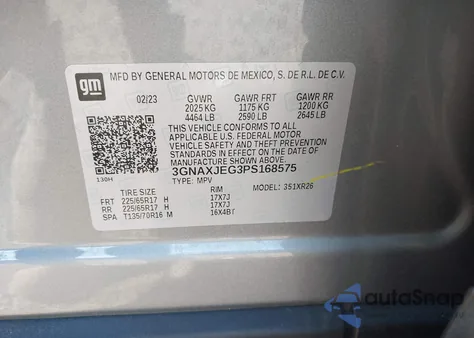 gm
MFD BY GENERAL MOTORS DE MEXICO, S. DE R.L. DE C.V.
02/23 GVWR GAWR FRT GAWR RR
2025 KG 1175 KG 1200 KG
4464 LB 2590 LB 2645 LB
THIS VEHICLE CONFORMS TO ALL
APPLICABLE U.S. FEDERAL MOTOR
VEHICLE SAFETY AND THEFT PREVENTION
STANDARDS IN EFFECT ON THE DATE OF
MANUFACTURE SHOWN ABOVE.
3GNAXJEG3PS168575
130H TYPE: MPV MODEL: 351XR26
TIRE SIZE RIM
FRT 225/65R17 H 17X7J
RR 225/65R17 H 17X7J
SPA T135/70R16 M 16X4BT
autoSnap